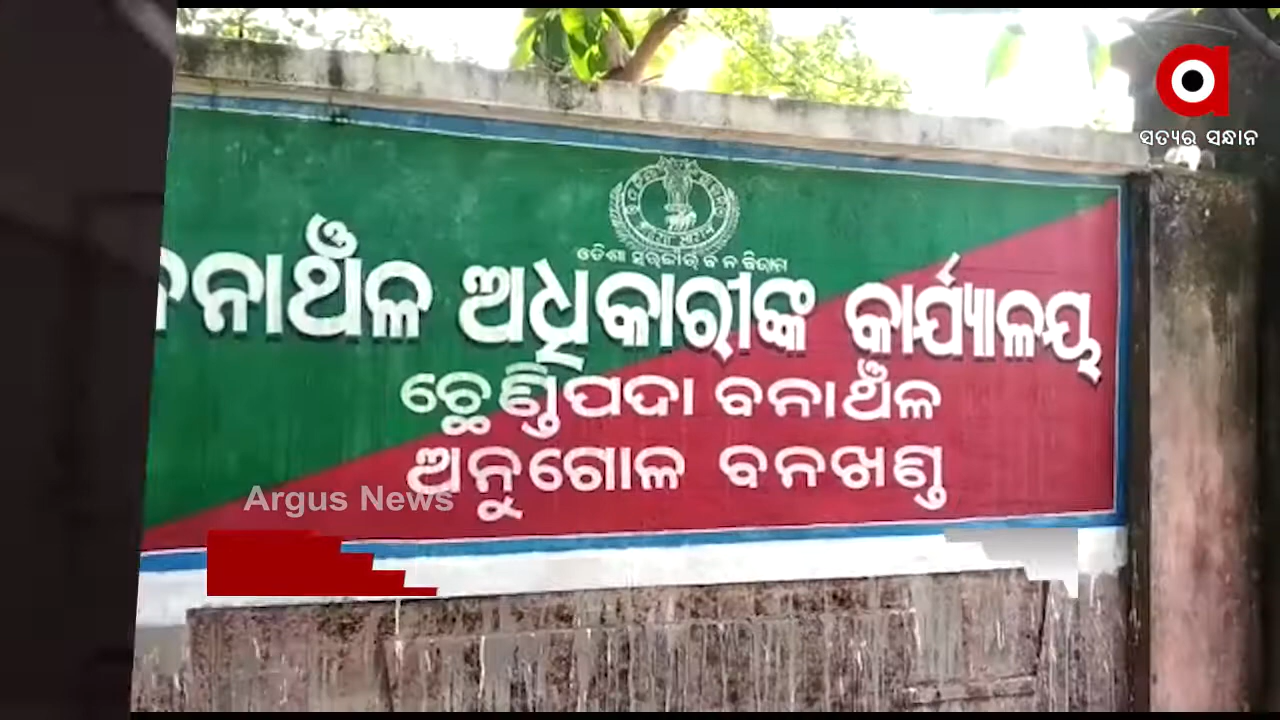 ସତ୍ୟର ସନ୍ଧାନ
ଓଡିଶା ସରକାର ବନ ବିଭାଗ
ବନାଞ୍ଚଳ ଅଧିକାରୀଙ୍କ କାର୍ଯ୍ୟାଳୟ
ଚ୍ଛେଣ୍ଡିପଦା ବନାଞ୍ଚଳ
ଅନୁଗୋଳ ବନଖଣ୍ଡ
Argus News